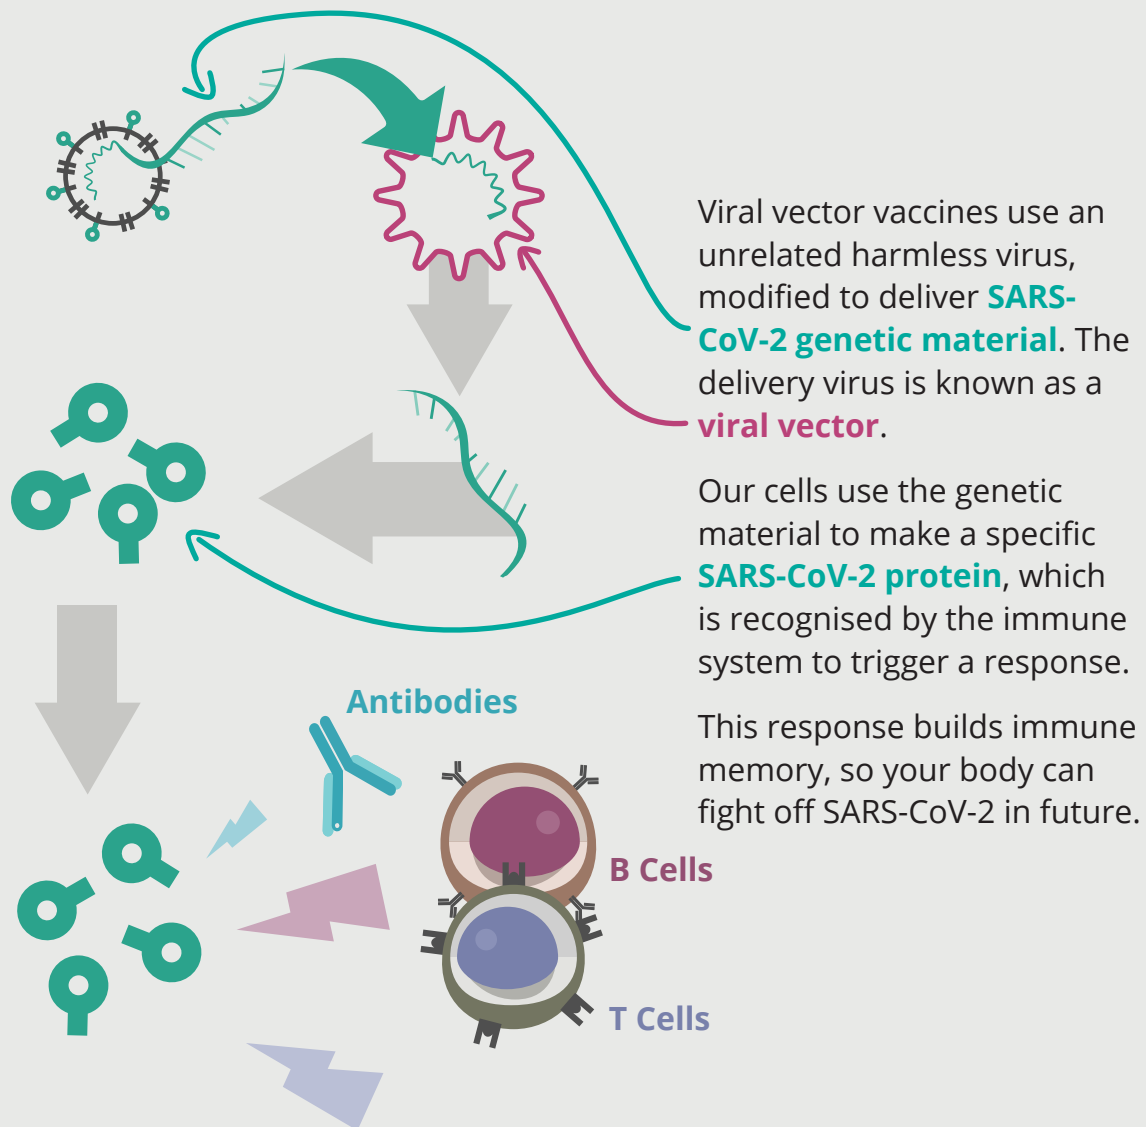 Viral vector vaccines use an
unrelated harmless virus,
modified to deliver SARS-
CoV-2 genetic material. The
delivery virus is known as a
viral vector.
Our cells use the genetic
material to make a specific
SARS-CoV-2 protein, which
is recognised by the immune
system to trigger a response.
This response builds immune
memory, so your body can
fight off SARS-CoV-2 in future.
Antibodies
B Cells
T Cells